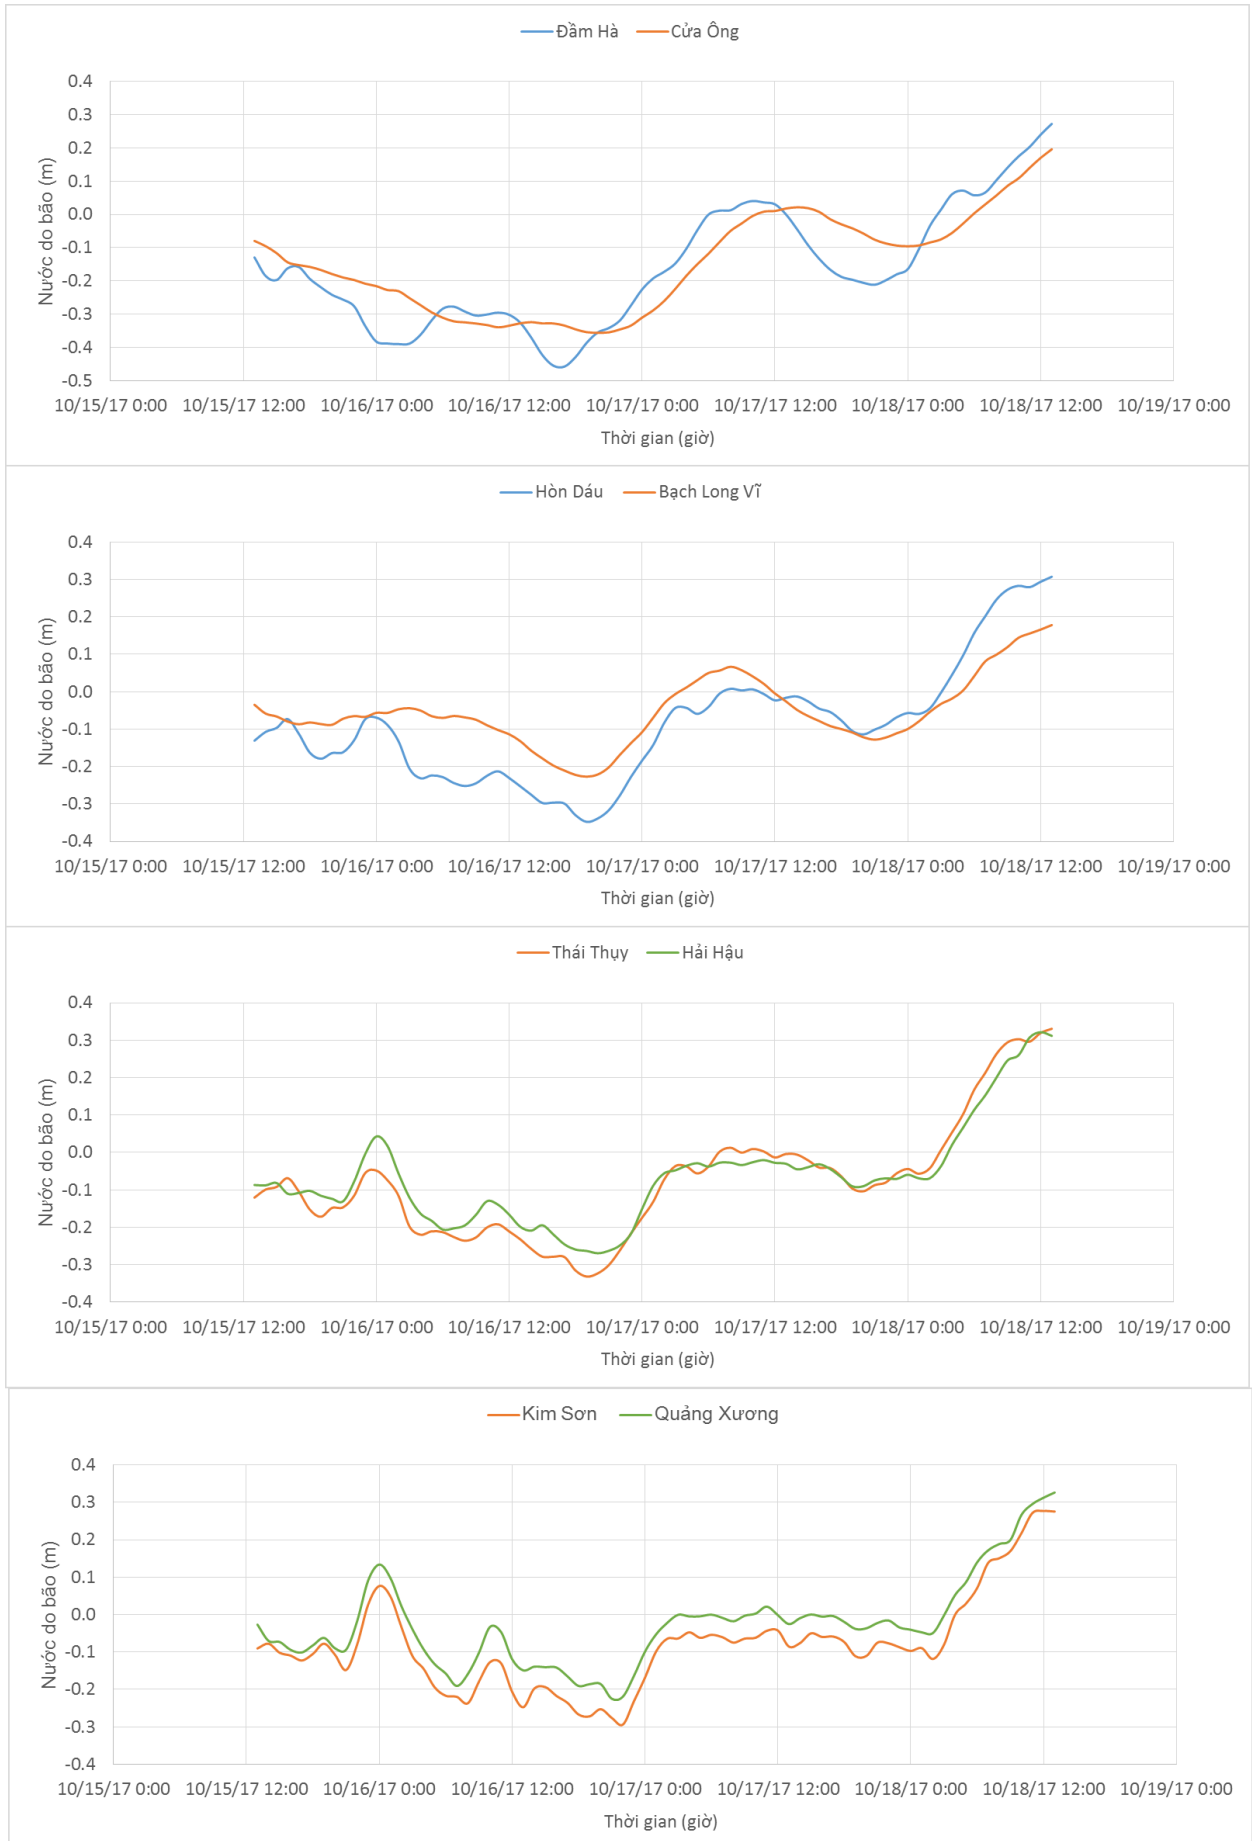 Đầm Hà Cửa Ông
0.4
0.3
0.2
0.1
0.0
-0.1
-0.2
-0.3
-0.4
-0.5
Nước do bão (m)
10/15/17 0:00 10/15/17 12:00 10/16/17 0:00 10/16/17 12:00 10/17/17 0:00 10/17/17 12:00 10/18/17 0:00 10/18/17 12:00 10/19/17 0:00
Thời gian (giờ)
Hòn Dáu Bạch Long Vĩ
0.4
0.3
0.2
0.1
0.0
-0.1
-0.2
-0.3
-0.4
Nước do bão (m)
10/15/17 0:00 10/15/17 12:00 10/16/17 0:00 10/16/17 12:00 10/17/17 0:00 10/17/17 12:00 10/18/17 0:00 10/18/17 12:00 10/19/17 0:00
Thời gian (giờ)
Thái Thụy Hải Hậu
0.4
0.3
0.2
0.1
0.0
-0.1
-0.2
-0.3
-0.4
Nước do bão (m)
10/15/17 0:00 10/15/17 12:00 10/16/17 0:00 10/16/17 12:00 10/17/17 0:00 10/17/17 12:00 10/18/17 0:00 10/18/17 12:00 10/19/17 0:00
Thời gian (giờ)
Kim Sơn Quảng Xương
0.4
0.3
0.2
0.1
0.0
-0.1
-0.2
-0.3
-0.4
Nước do bão (m)
10/15/17 0:00 10/15/17 12:00 10/16/17 0:00 10/16/17 12:00 10/17/17 0:00 10/17/17 12:00 10/18/17 0:00 10/18/17 12:00 10/19/17 0:00
Thời gian (giờ)